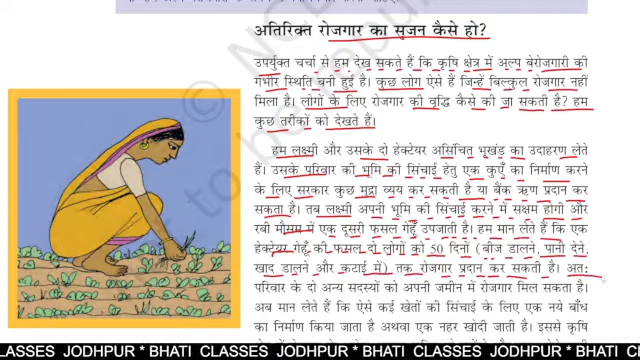 अतिरिक्त रोजगार का सृजन कैसे हो?
उपर्युक्त चर्चा से हम देख सकते हैं कि कृषि क्षेत्र में अल्प बेरोजगारी की
गंभीर स्थिति बनी हुई है। कुछ लोग ऐसे हैं जिन्हें बिल्कुल रोजगार नहीं
मिला है। लोगों के लिए रोजगार की वृद्धि कैसे की जा सकती है? हम
कुछ तरीकों को देखते हैं।
हम लक्ष्मी और उसके दो हेक्टेयर असिंचित भूखंड का उदाहरण लेते
हैं। उसके परिवार की भूमि की सिंचाई हेतु एक कुएँ का निर्माण करने
के लिए सरकार कुछ मुद्रा व्यय कर सकती है या बैंक ऋण प्रदान कर
सकता है। तब लक्ष्मी अपनी भूमि की सिंचाई करने में सक्षम होगी और
रबी मौसम में एक दूसरी फसल गेहूँ उपजाती है। हम मान लेते हैं कि एक
हेक्टेयर गेहूँ की फसल दो लोगों को 50 दिनों (बीज डालने, पानी देने,
खाद डालने और कटाई में) तक रोजगार प्रदान कर सकती है। अतः
परिवार के दो अन्य सदस्यों को अपनी जमीन में रोजगार मिल सकता है।
अब मान लेते हैं कि ऐसे कई खेतों की सिंचाई के लिए एक नये बाँध
का निर्माण किया जाता है अथवा एक नहर खोदी जाती है। इससे कृषि
CLASSES JODHPUR * BHATI CLASSES JODHPUR * BHATI CLASSES JODHPUR * BHATI